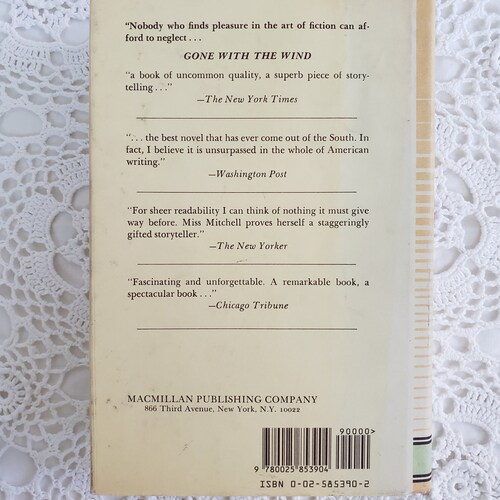 "Nobody who finds pleasure in the art of fiction can af-
ford to neglect . . .
GONE WITH THE WIND
"a book of uncommon quality, a superb piece of story-
telling . . ."
—The New York Times
". . . the best novel that has ever come out of the South. In
fact, I believe it is unsurpassed in the whole of American
writing."
—Washington Post
"For sheer readability I can think of nothing it must give
way before. Miss Mitchell proves herself a staggeringly
gifted storyteller."
—The New Yorker
"Fascinating and unforgettable. A remarkable book, a
spectacular book . . ."
—Chicago Tribune
MACMILLAN PUBLISHING COMPANY
866 Third Avenue, New York, N.Y. 10022
90000>
9 780025 853904
ISBN 0-02-585390-2